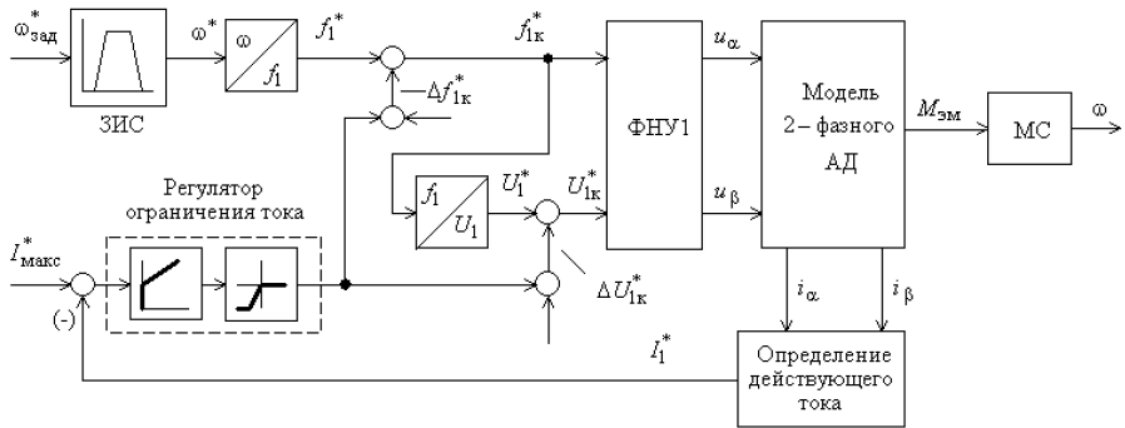 ω*зад
ЗИС
ω*
ω
f1
f1*
Δf*1к
f*1к
ФНУ1
uα
uβ
Модель
2– фазного
АД
Mэм
МС
ω
Регулятор
ограничения тока
I*макс
(-)
f1
U1
U1*
U*1к
ΔU*1к
iα
iβ
I1*
Определение
действующего
тока